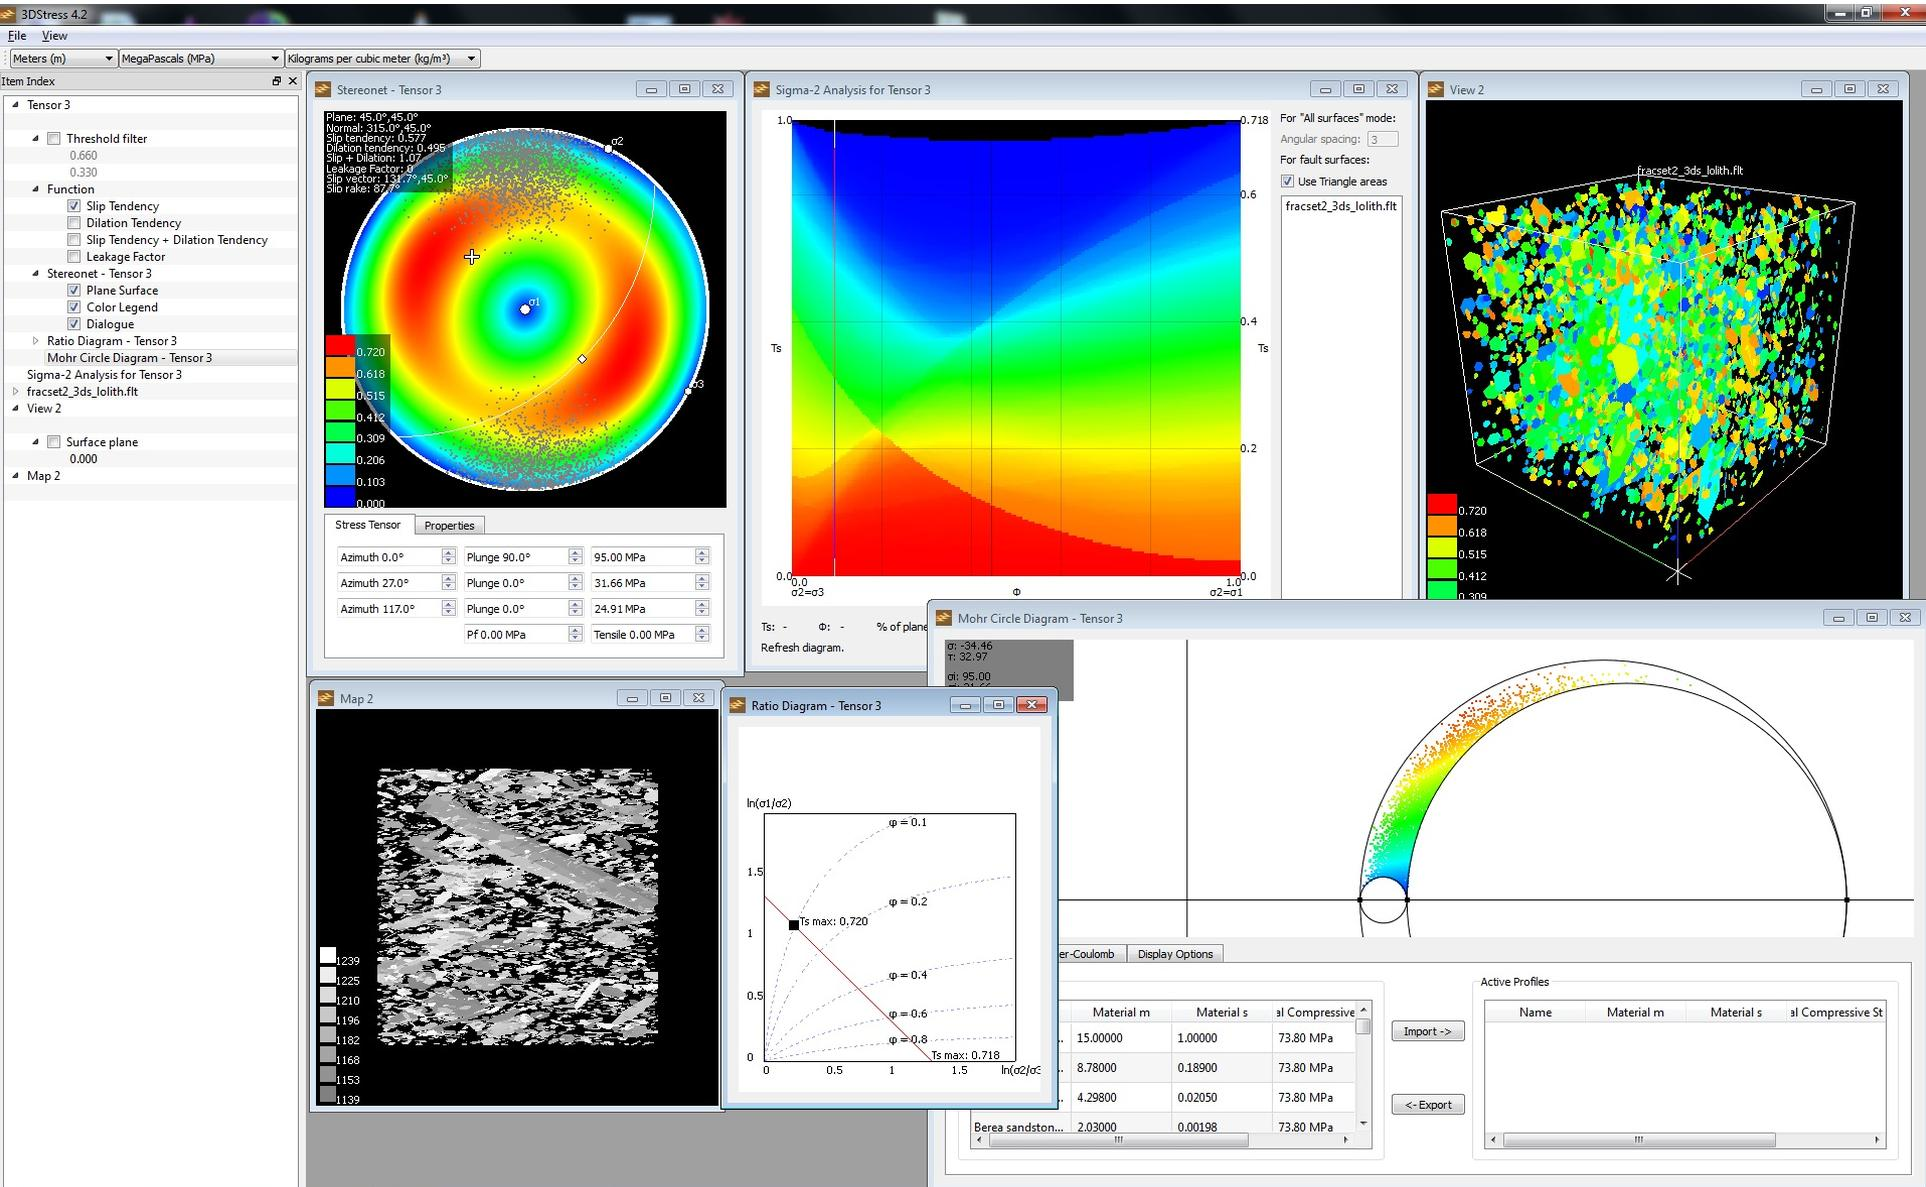 3DStress 4.2
File View
Meters (m) MegaPascals (MPa) Kilograms per cubic meter (kg/m³)
Item Index
Tensor 3
Threshold filter
0.660
0.330
Function
Slip Tendency
Dilation Tendency
Slip Tendency + Dilation Tendency
Leakage Factor
Stereonet - Tensor 3
Plane Surface
Color Legend
Dialogue
Ratio Diagram - Tensor 3
Mohr Circle Diagram - Tensor 3
Sigma-2 Analysis for Tensor 3
fracset2_3ds_lolith.flt
View 2
Surface plane
0.000
Map 2
Stereonet - Tensor 3
Plane: 45.0°,45.0°
Normal: 315.0°,45.0°
Slip tendency: 0.577
Dilation tendency: 0.495
Slip + Dilation: 1.07
Leakage Factor: 0
Slip vector: 131.7°,45.0°
Slip rake: 87.7°
σ2
σ1
σ3
0.720
0.618
0.515
0.412
0.309
0.206
0.103
0.000
Stress Tensor Properties
Azimuth 0.0° Plunge 90.0° 95.00 MPa
Azimuth 27.0° Plunge 0.0° 31.66 MPa
Azimuth 117.0° Plunge 0.0° 24.91 MPa
Pf 0.00 MPa Tensile 0.00 MPa
Sigma-2 Analysis for Tensor 3
1.0 0.718
0.6
0.4
Ts Ts
0.2
0.0 0.0
0.0 1.0
σ2=σ3 Φ σ2=σ1
Ts: - Φ: - % of plane
Refresh diagram.
For "All surfaces" mode:
Angular spacing: 3
For fault surfaces:
Use Triangle areas
fracset2_3ds_lolith.flt
View 2
fracset2_3ds_lolith.flt
0.720
0.618
0.515
0.412
0.309
Map 2
1239
1225
1210
1196
1182
1168
1153
1139
Ratio Diagram - Tensor 3
ln(σ1/σ2)
φ = 0.1
1.5
φ = 0.2
Ts max: 0.720
1
φ = 0.4
0.5
φ = 0.6
φ = 0.8
0 Ts max: 0.718
0 0.5 1 1.5 ln(σ2/σ3
Mohr Circle Diagram - Tensor 3
σ: -34.46
τ: 32.97
σi: 95.00
er-Coulomb Display Options
Material m Material s al Compressive
15.00000 1.00000 73.80 MPa
8.78000 0.18900 73.80 MPa
4.29800 0.02050 73.80 MPa
Berea sandston... 2.03000 0.00198 73.80 MPa
Import ->
<- Export
Active Profiles
Name Material m Material s al Compressive St